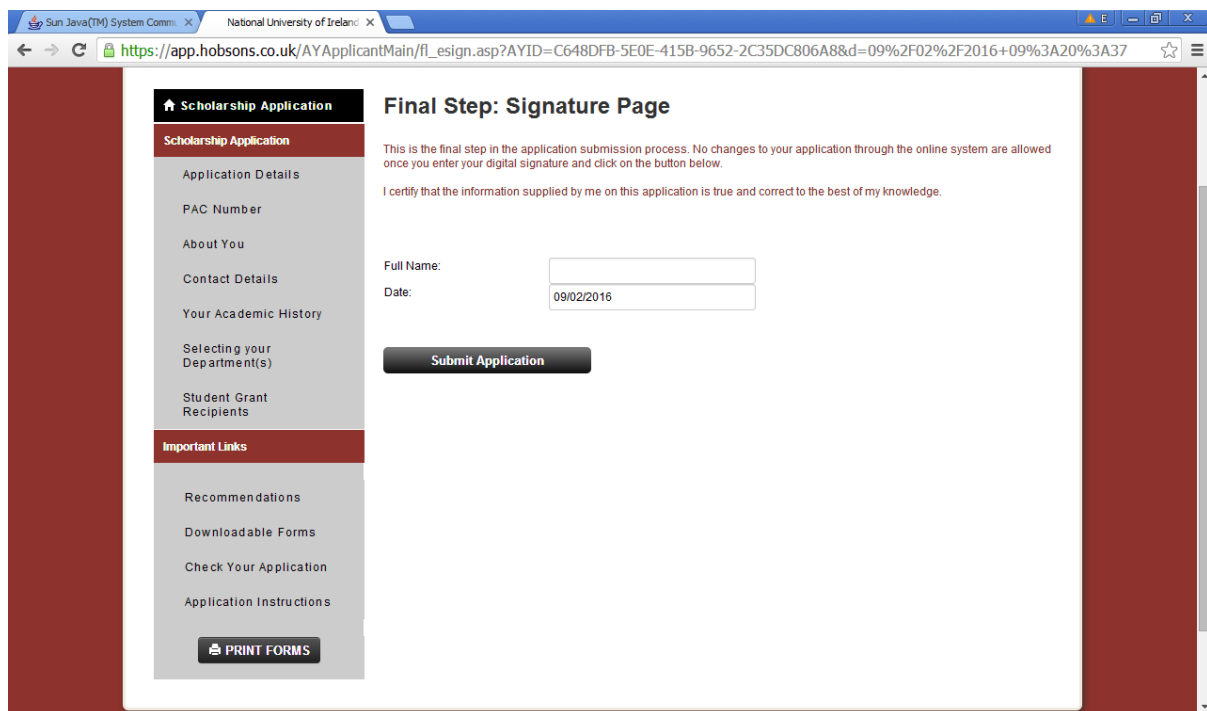 Sun Java(TM) System Commu
National University of Ireland
E
https://app.hobsons.co.uk/AYApplicantMain/fl_esign.asp?AYID=C648DFB-5E0E-415B-9652-2C35DC806A8&d=09%2F02%2F2016+09%3A20%3A37
Scholarship Application
Scholarship Application
Application Details
PAC Number
About You
Contact Details
Your Academic History
Selecting your
Department(s)
Student Grant
Recipients
Important Links
Recommendations
Downloadable Forms
Check Your Application
Application Instructions
PRINT FORMS
Final Step: Signature Page
This is the final step in the application submission process. No changes to your application through the online system are allowed
once you enter your digital signature and click on the button below.
I certify that the information supplied by me on this application is true and correct to the best of my knowledge.
Full Name:
Date:
09/02/2016
Submit Application